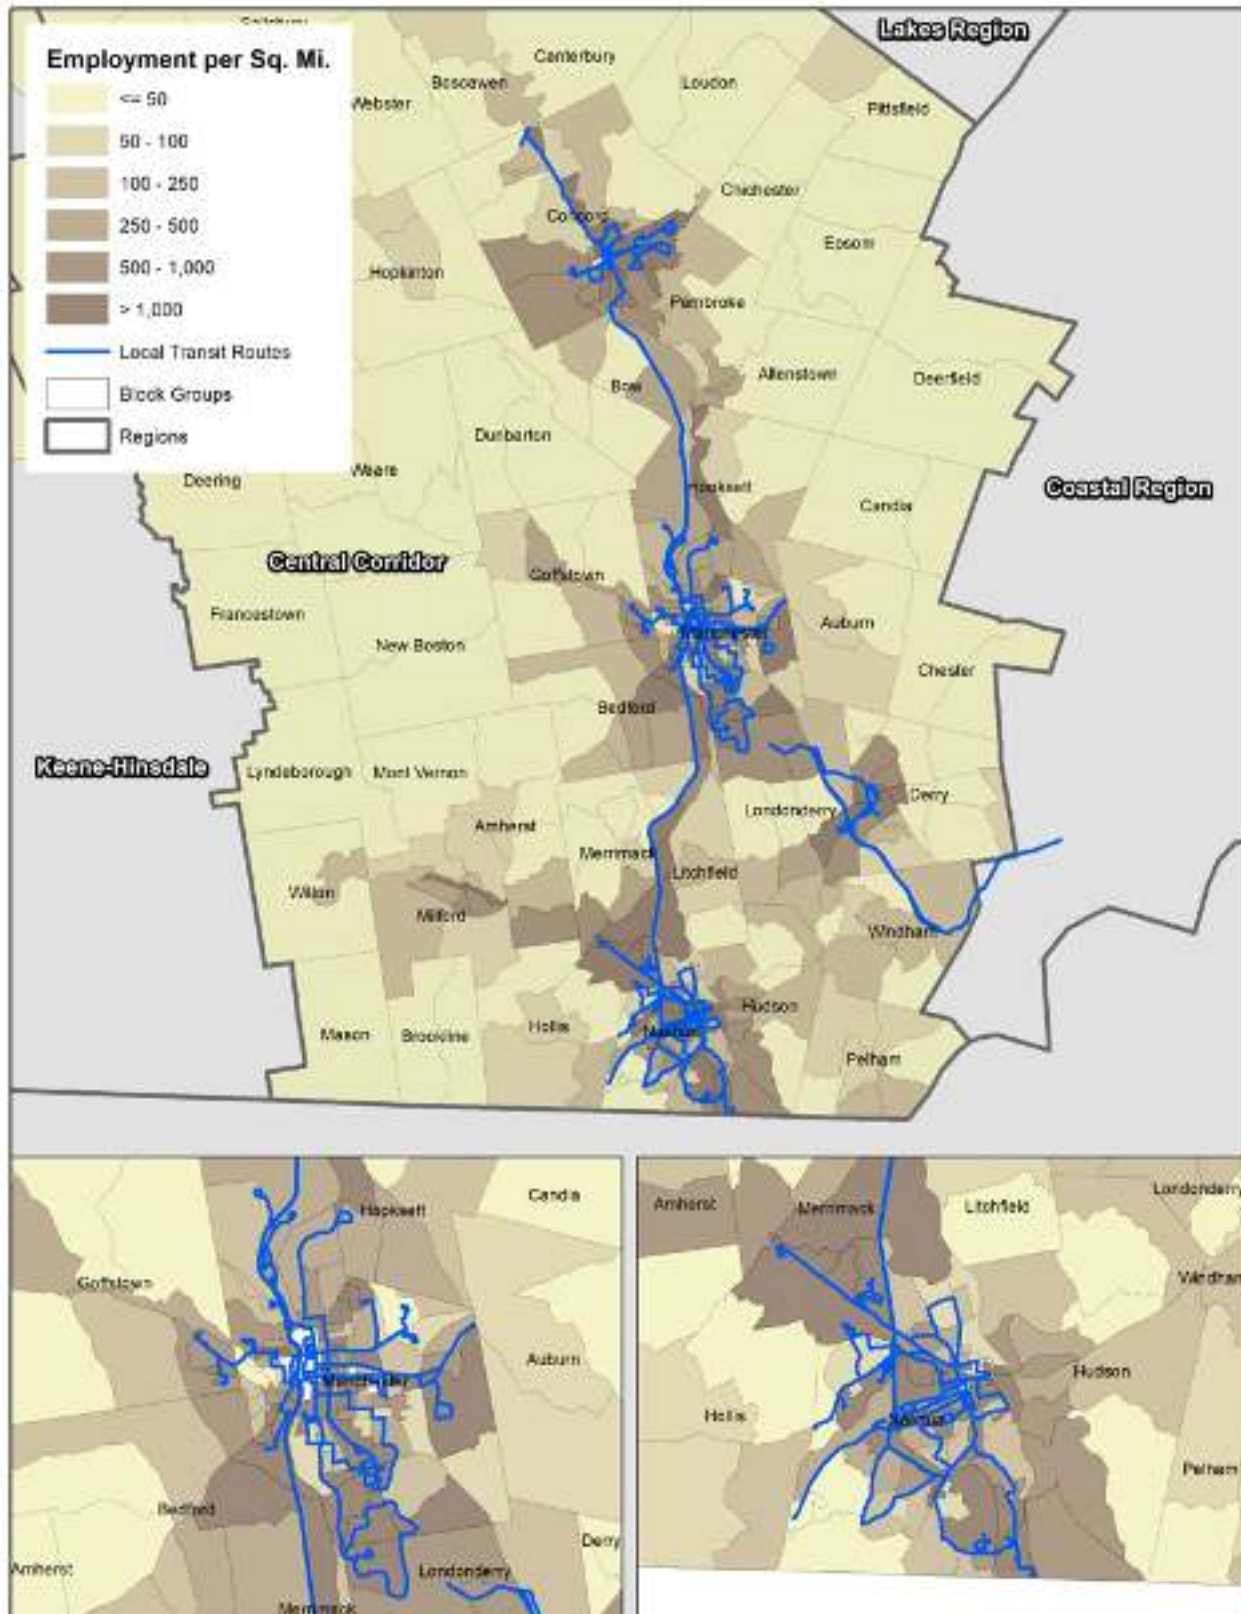 Employment per Sq. Mi.
<= 50
50 - 100
100 - 250
250 - 500
500 - 1,000
> 1,000
Local Transit Routes
Block Groups
Regions
Lakes Region
Canterbury
Boscawen
Loudon
Webster
Pittsfield
Chichester
Concord
Epsom
Hopkinton
Pembroke
Allenstown
Deerfield
Bow
Dunbarton
Weare
Deering
Hooksett
Coastal Region
Candia
Central Corridor
Goffstown
Francestown
Manchester
Auburn
New Boston
Chester
Bedford
Keene-Hinsdale
Lyndeborough
Mont Vernon
Derry
Londonderry
Amherst
Merrimack
Litchfield
Wilton
Milford
Windham
Hudson
Hollis
Nashua
Mason
Brookline
Pelham
Candia
Hooksett
Goffstown
Auburn
Manchester
Bedford
Derry
Amherst
Londonderry
Merrimack
Londonderry
Amherst
Merrimack
Litchfield
Windham
Hudson
Hollis
Nashua
Pelham